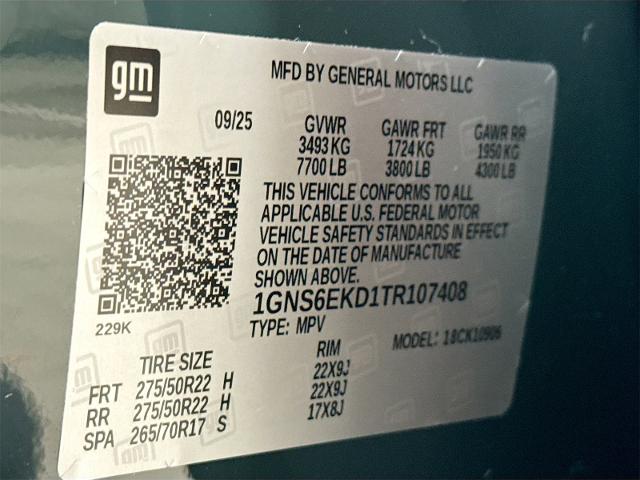 gm
MFD BY GENERAL MOTORS LLC
09/25 GVWR GAWR FRT GAWR RR
3493 KG 1724 KG 1950 KG
7700 LB 3800 LB 4300 LB
THIS VEHICLE CONFORMS TO ALL
APPLICABLE U.S. FEDERAL MOTOR
VEHICLE SAFETY STANDARDS IN EFFECT
ON THE DATE OF MANUFACTURE
SHOWN ABOVE.
1GNS6EKD1TR107408
229K
TYPE: MPV MODEL: 18CK10906
TIRE SIZE RIM
FRT 275/50R22 H 22X9J
RR 275/50R22 H 22X9J
SPA 265/70R17 S 17X8J